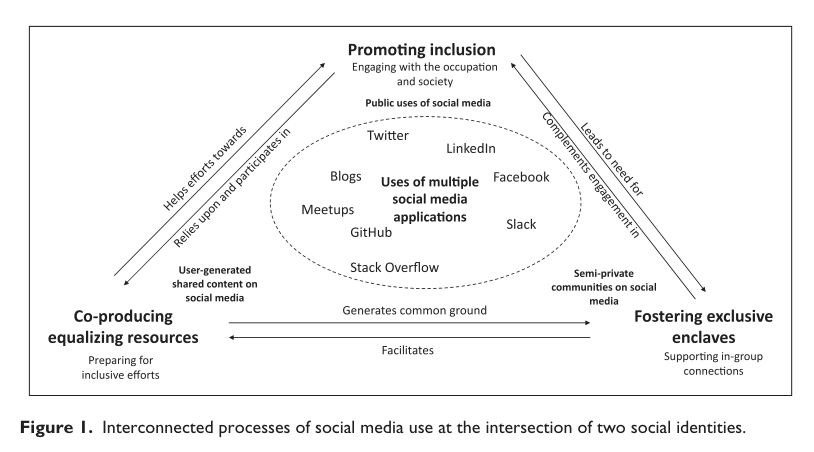 Promoting inclusion
Engaging with the occupation
and society
Public uses of social media
Helps efforts towards
Relies upon and participates in
Leads to need for
Complements engagement in
Twitter
LinkedIn
Blogs
Uses of multiple
social media
applications
Facebook
Meetups
GitHub
Slack
Stack Overflow
User-generated
shared content on
social media
Semi-private
communities on social
media
Co-producing
equalizing resources
Preparing for
inclusive efforts
Generates common ground
Facilitates
Fostering exclusive
enclaves
Supporting in-group
connections
Figure 1. Interconnected processes of social media use at the intersection of two social identities.